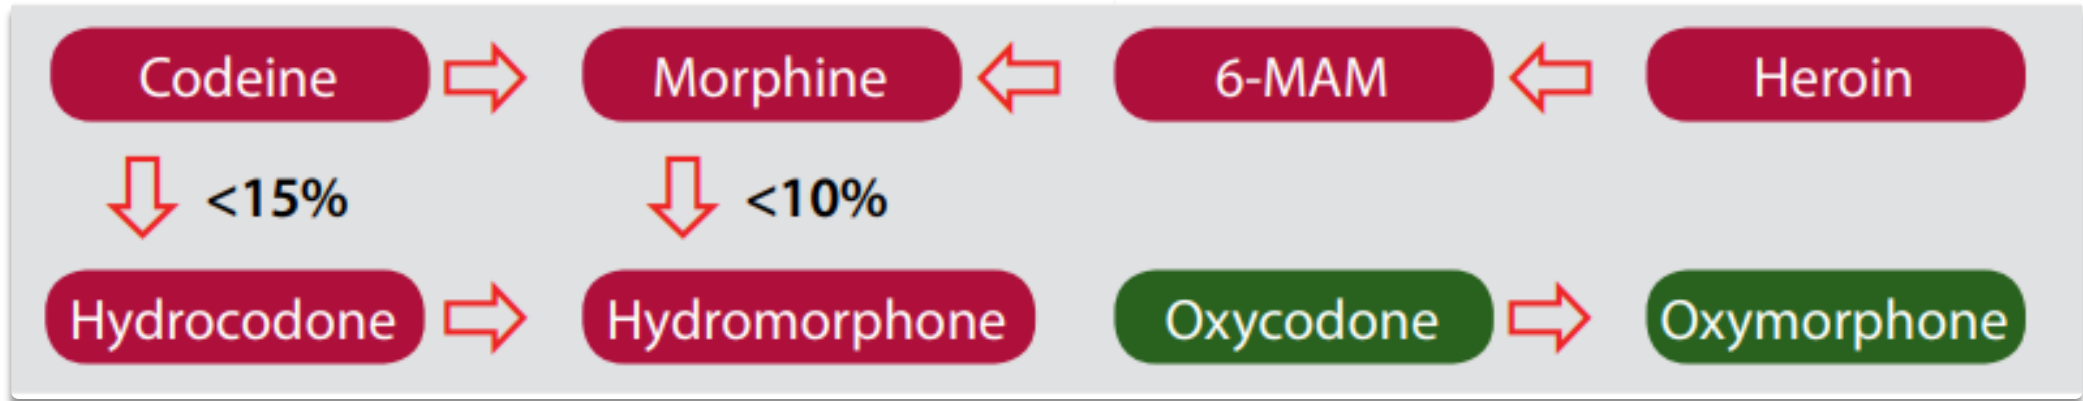 Codeine
Morphine
6-MAM
Heroin
<15%
<10%
Hydrocodone
Hydromorphone
Oxycodone
Oxymorphone